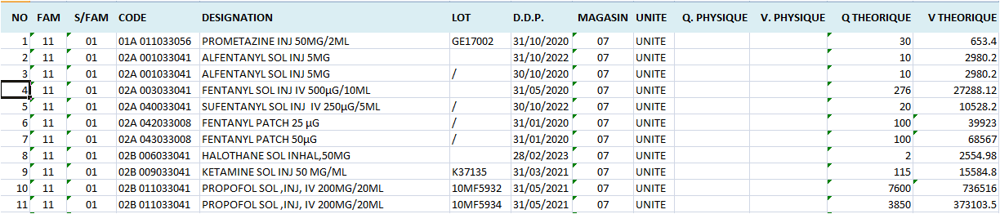 NO FAM S/FAM CODE DESIGNATION LOT D.D.P. MAGASIN UNITE Q. PHYSIQUE V. PHYSIQUE Q THEORIQUE V THEORIQUE
1 11 01 01A 011033056 PROMETAZINE INJ 50MG/2ML GE17002 31/10/2020 07 UNITE 30 653.4
2 11 01 02A 001033041 ALFENTANYL SOL INJ 5MG 31/10/2022 07 UNITE 10 2980.2
3 11 01 02A 001033041 ALFENTANYL SOL INJ 5MG / 30/10/2020 07 UNITE 10 2980.2
4 11 01 02A 003033041 FENTANYL SOL INJ IV 500µG/10ML 31/05/2020 07 UNITE 276 27288.12
5 11 01 02A 040033041 SUFENTANYL SOL INJ  IV 250µG/5ML / 30/10/2022 07 UNITE 20 10528.2
6 11 01 02A 042033008 FENTANYL PATCH 25 µG / 31/01/2020 07 UNITE 100 39923
7 11 01 02A 043033008 FENTANYL PATCH 50µG / 31/01/2020 07 UNITE 100 68567
8 11 01 02B 006033041 HALOTHANE SOL INHAL,50MG 28/02/2023 07 UNITE 2 2554.98
9 11 01 02B 009033041 KETAMINE SOL INJ 50 MG/ML K37135 31/03/2021 07 UNITE 115 15584.8
10 11 01 02B 011033041 PROPOFOL SOL ,INJ, IV 200MG/20ML 10MF5932 31/05/2021 07 UNITE 7600 736516
11 11 01 02B 011033041 PROPOFOL SOL ,INJ, IV 200MG/20ML 10MF5934 31/05/2021 07 UNITE 3850 373103.5